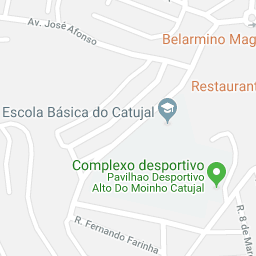 Av. José Afonso
Belarmino Mag
Restaurant
Escola Básica do Catujal
Complexo desportivo
Pavilhao Desportivo
Alto Do Moinho Catujal
R. Fernando Farinha
R. 8 de Mar